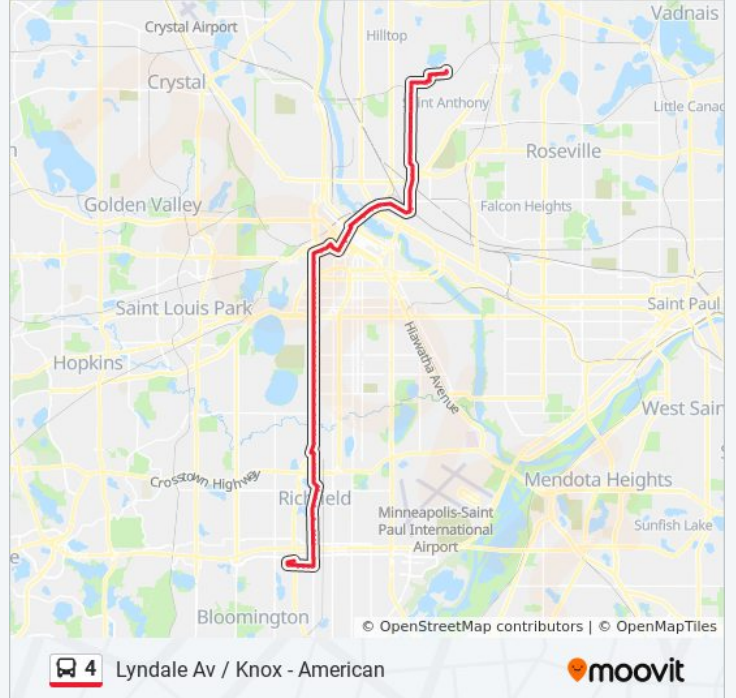 Vadnais
Crystal Airport
Hilltop
Crystal
Saint Anthony
Little Canad
Roseville
Golden Valley
Falcon Heights
Saint Louis Park
Saint Paul
Hopkins
Hiawatha Avenue
West Sain
Crosstown Highway
Mendota Heights
Richfield
Minneapolis-Saint
Paul International
Airport
Sunfish Lake
Bloomington
© OpenStreetMap contributors | © OpenMapTiles
4 Lyndale Av / Knox - American
moovit